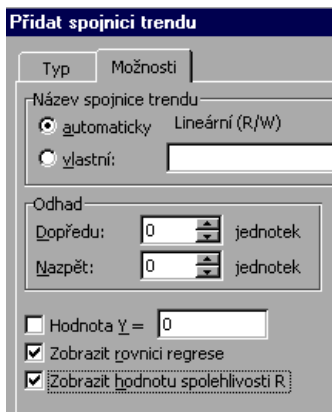 Přidat spojnici trendu
Typ Možnosti
Název spojnice trendu
automaticky Lineární (R/W)
vlastní:
Odhad
Dopředu: 0 jednotek
Nazpět: 0 jednotek
Hodnota Y = 0
Zobrazit rovnici regrese
Zobrazit hodnotu spolehlivosti R